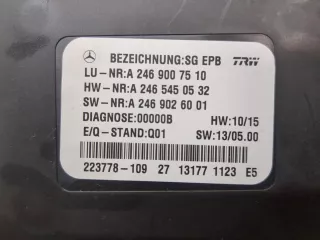 BEZEICHNUNG:SG EPB TRW
LU-NR:A 246 900 75 10
HW-NR:A 246 545 05 32
SW-NR:A 246 902 60 01
DIAGNOSE:00000B HW:10/15
E/Q-STAND:Q01 SW:13/05.00
223778-109 27 13177 1123 E5